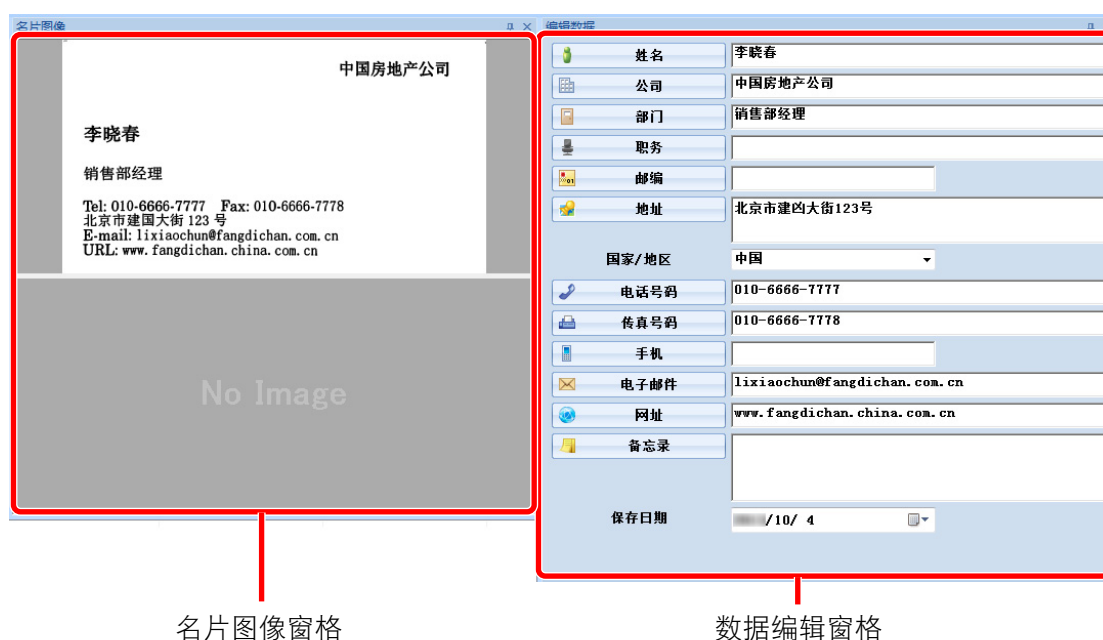 名片图像
中国房地产公司
李晓春
销售部经理
Tel: 010-6666-7777 Fax: 010-6666-7778
北京市建国大街 123 号
E-mail: lixiaochun@fangdichan.com.cn
URL: www.fangdichan.china.com.cn
No Image
编辑数据
姓名 李晓春
公司 中国房地产公司
部门 销售部经理
职务
邮编
地址 北京市建凶大街123号
国家/地区 中国
电话号码 010-6666-7777
传真号码 010-6666-7778
手机
电子邮件 lixiaochun@fangdichan.com.cn
网址 www.fangdichan.china.com.cn
备忘录
保存日期 /10/ 4
名片图像窗格
数据编辑窗格